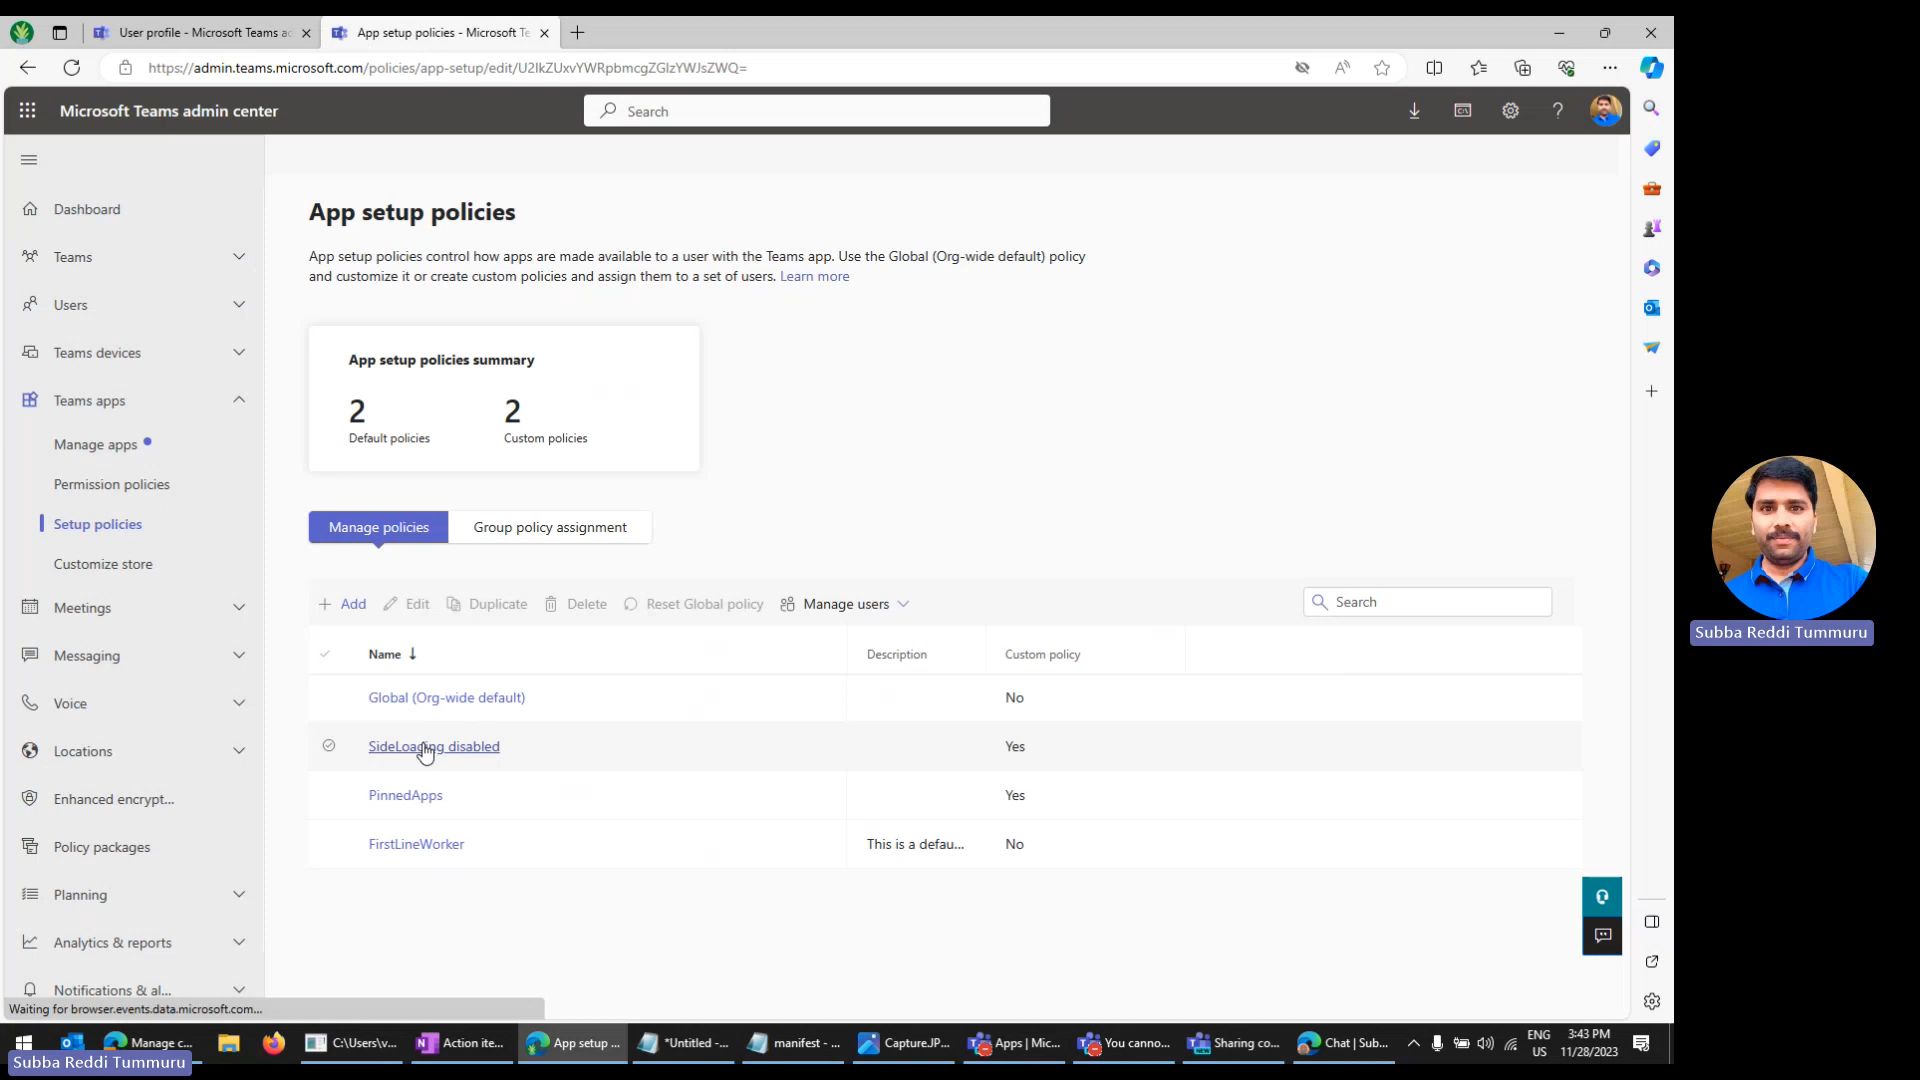 User profile - Microsoft Teams ac
App setup policies - Microsoft Te
https://admin.teams.microsoft.com/policies/app-setup/edit/U2lkZUxvYWRpbmcgZGlzYWJsZWQ=
Microsoft Teams admin center
Search
Dashboard
Teams
Users
Teams devices
Teams apps
Manage apps
Permission policies
Setup policies
Customize store
Meetings
Messaging
Voice
Locations
Enhanced encrypt...
Policy packages
Planning
Analytics & reports
Notifications & al...
App setup policies
App setup policies control how apps are made available to a user with the Teams app. Use the Global (Org-wide default) policy
and customize it or create custom policies and assign them to a set of users. Learn more
App setup policies summary
2 2
Default policies Custom policies
Manage policies Group policy assignment
Add Edit Duplicate Delete Reset Global policy Manage users Search
Name Description Custom policy
Global (Org-wide default) No
SideLoading disabled Yes
PinnedApps Yes
FirstLineWorker This is a defau... No
Waiting for browser.events.data.microsoft.com...
Manage c... C:\Users\v... Action ite... App setup ... *Untitled -... manifest - ... Capture.JP... Apps | Mic... You canno... Sharing co... Chat | Sub...
ENG
US
3:43 PM
11/28/2023
Subba Reddi Tummuru
Subba Reddi Tummuru